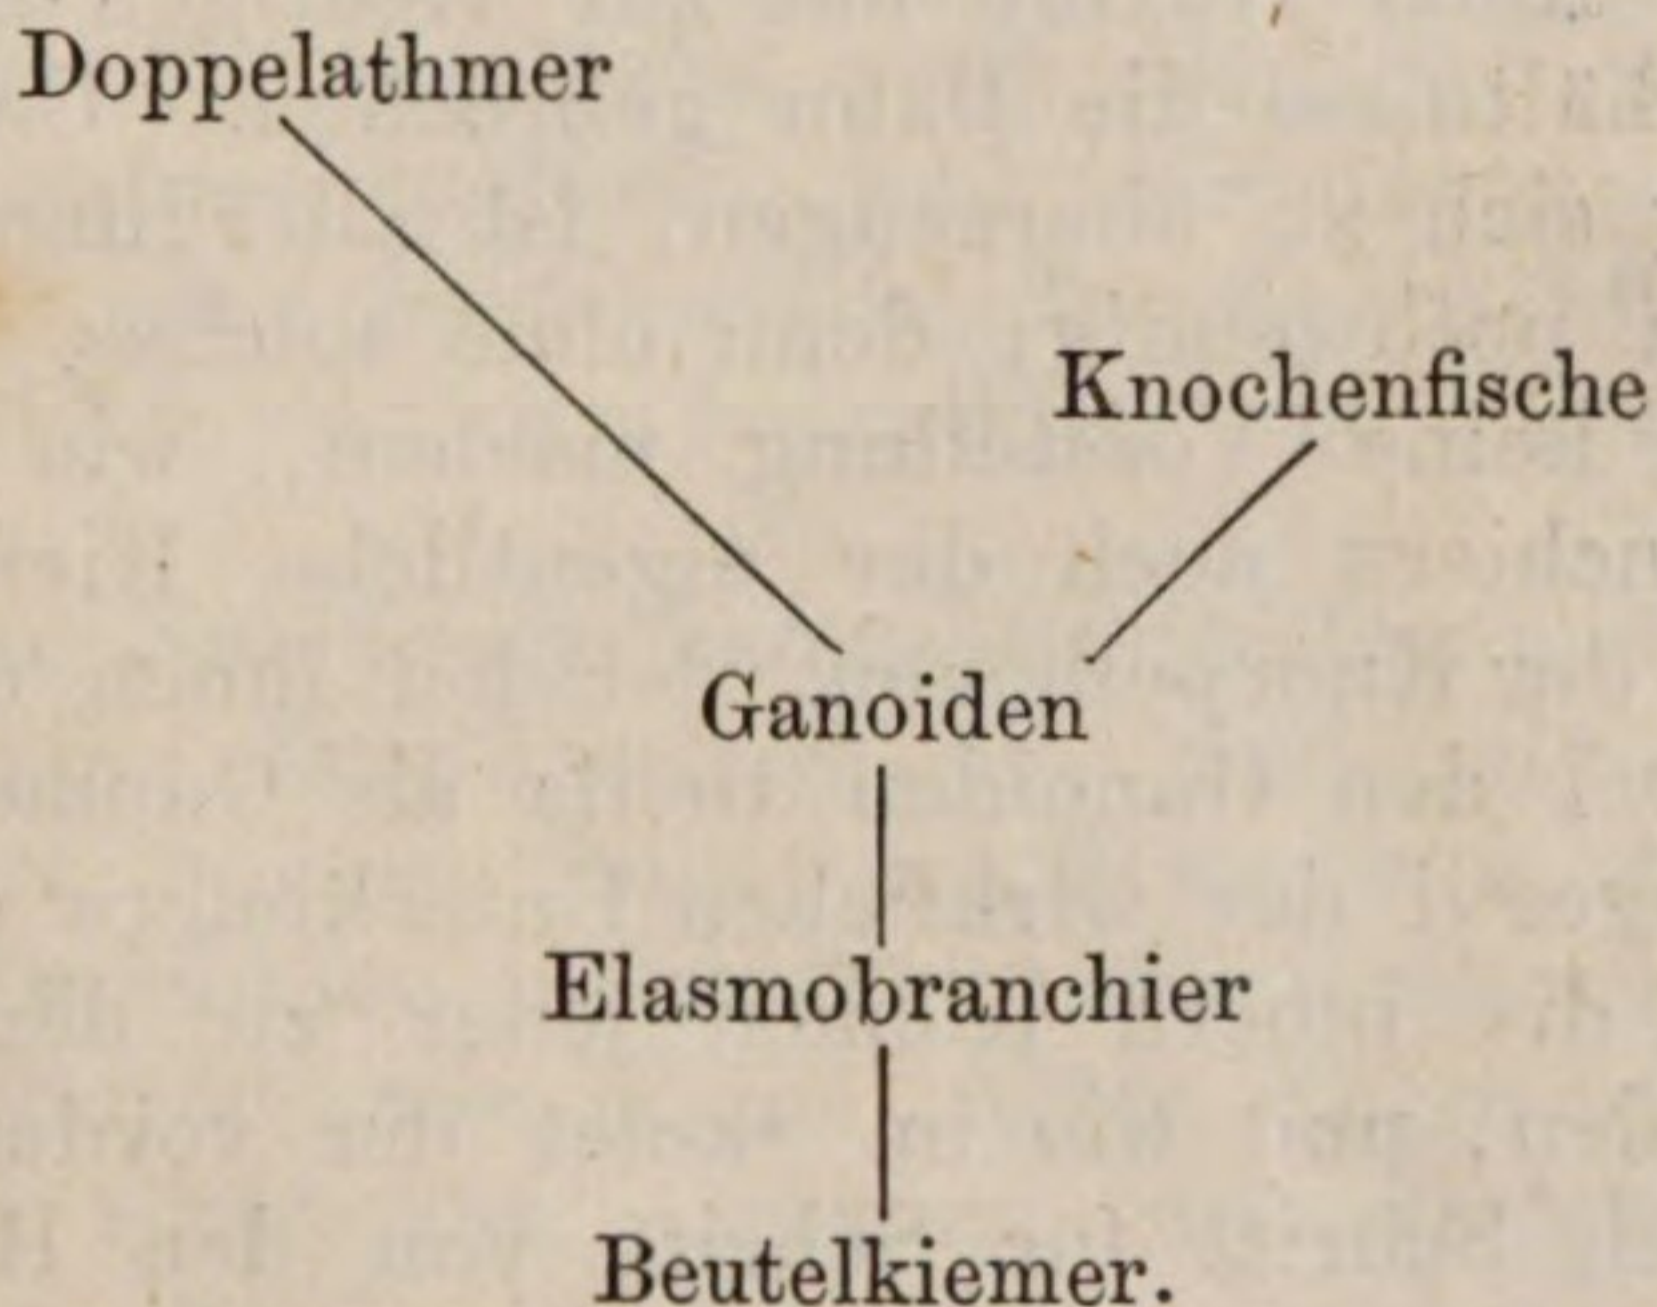 Doppelathmer
Knochenfische
Ganoiden
Elasmobranchier
Beutelkiemer.